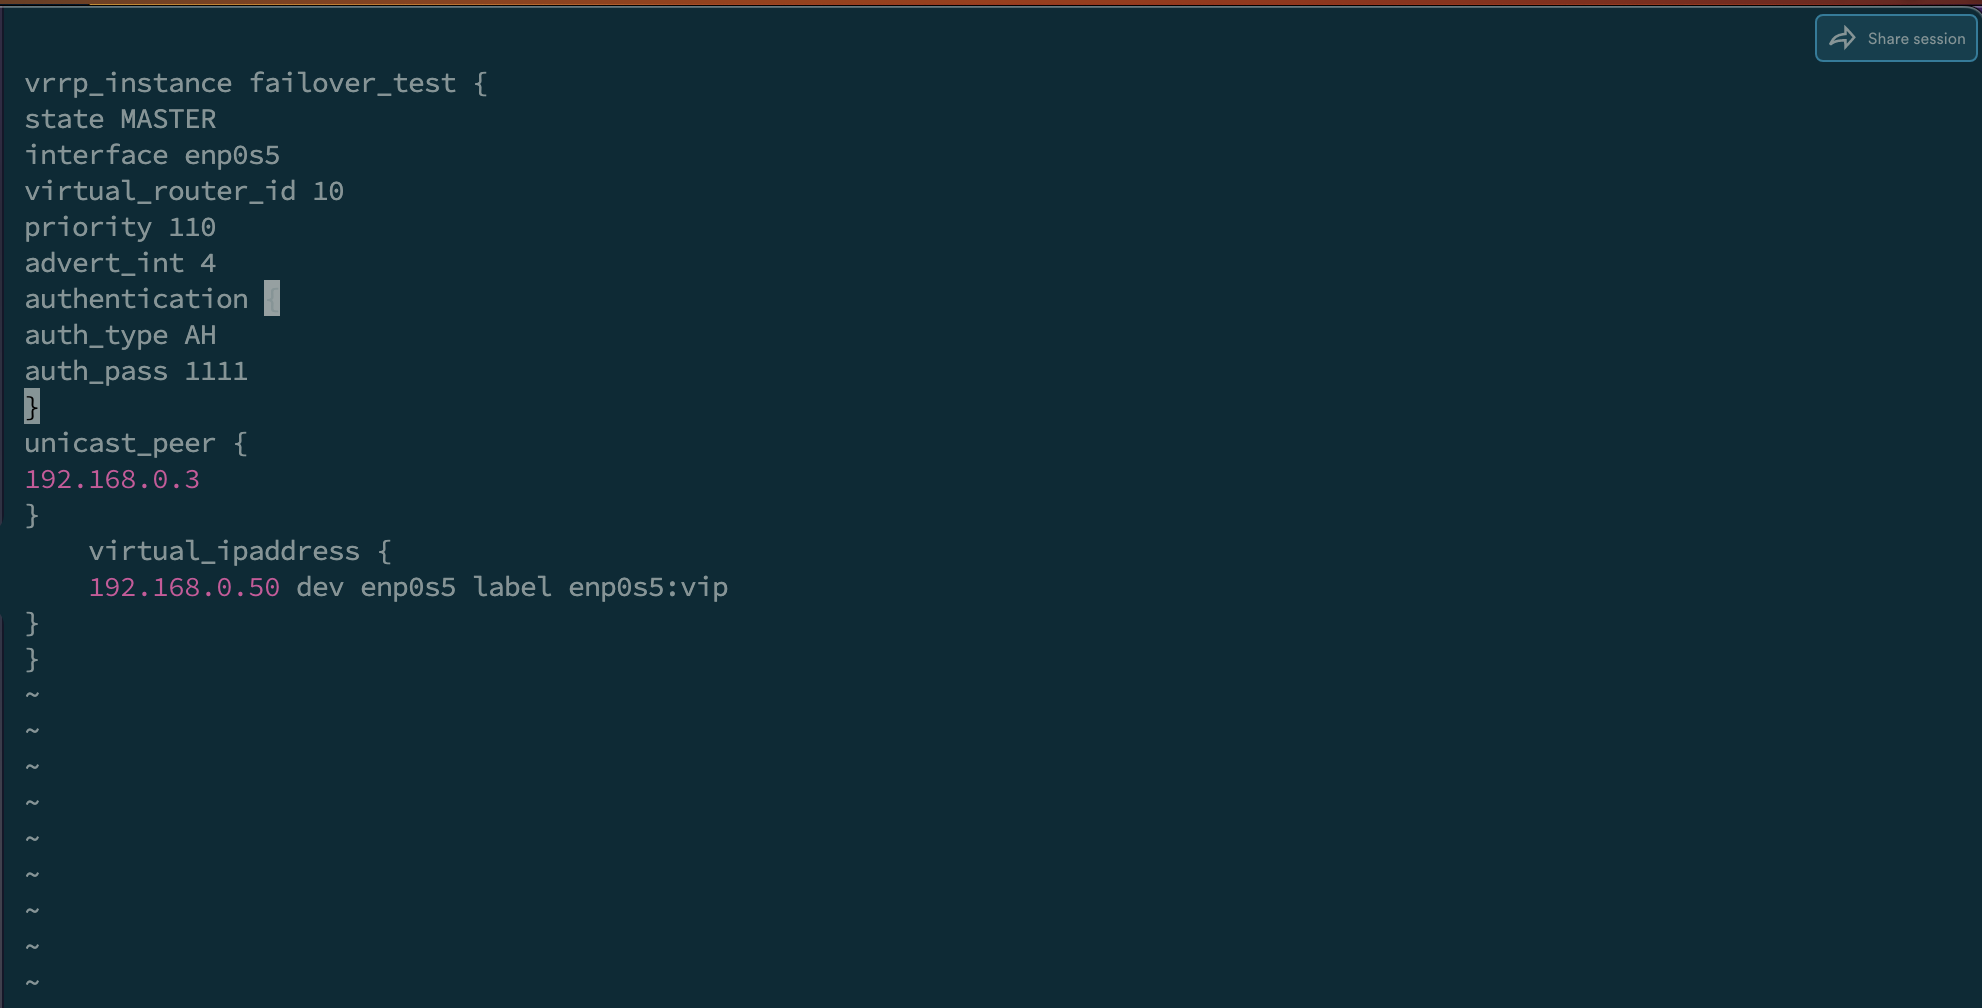 Share session
vrrp_instance failover_test {
state MASTER
interface enp0s5
virtual_router_id 10
priority 110
advert_int 4
authentication {
auth_type AH
auth_pass 1111
}
unicast_peer {
192.168.0.3
}
    virtual_ipaddress {
    192.168.0.50 dev enp0s5 label enp0s5:vip
}
}
~
~
~
~
~
~
~
~
~